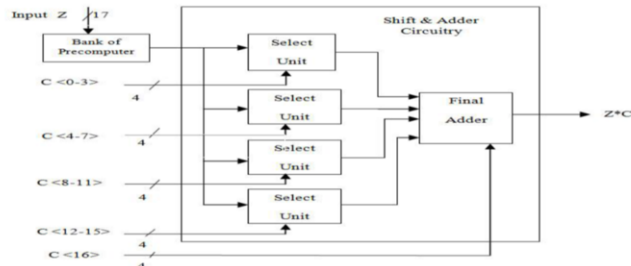 Input Z 17
Shift & Adder
Circuitry
Bank of
Precomputer
Select
Unit
C <0-3>
4
Select
Unit
Final
Adder
Z*C
C <4-7>
4
Select
Unit
C <8-11>
4
Select
Unit
C <12-15>
4
C <16>
4